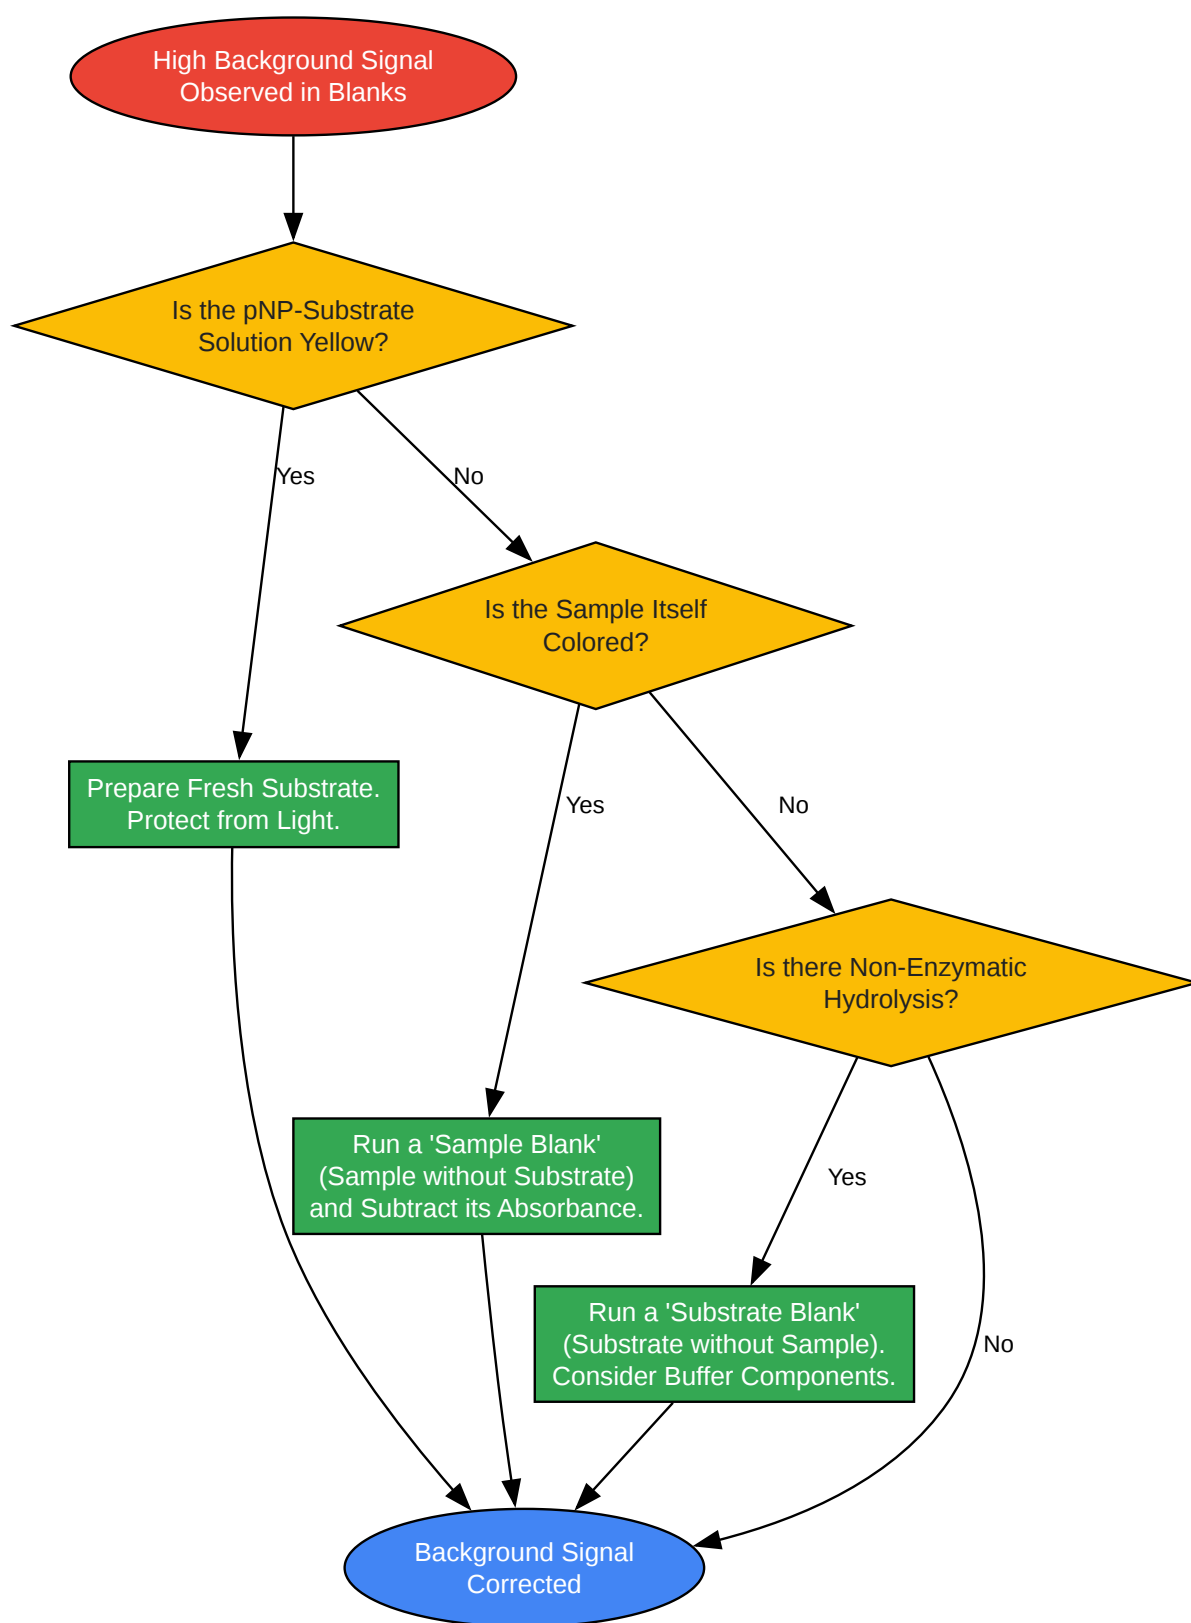 High Background Signal
Observed in Blanks
Is the pNP-Substrate
Solution Yellow?
Yes
No
Is the Sample Itself
Colored?
Prepare Fresh Substrate.
Protect from Light.
Yes
No
Is there Non-Enzymatic
Hydrolysis?
Run a 'Sample Blank'
(Sample without Substrate)
and Subtract its Absorbance.
Yes
Run a 'Substrate Blank'
(Substrate without Sample).
Consider Buffer Components.
No
Background Signal
Corrected